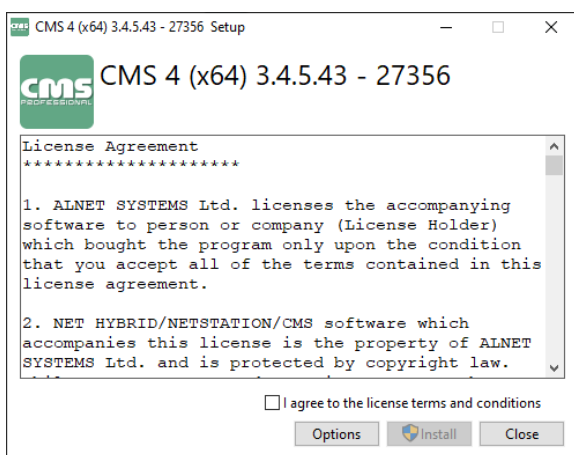 CMS 4 (x64) 3.4.5.43 - 27356 Setup
cms
PROFESSIONAL
CMS 4 (x64) 3.4.5.43 - 27356
License Agreement
*********************
1. ALNET SYSTEMS Ltd. licenses the accompanying
software to person or company (License Holder)
which bought the program only upon the condition
that you accept all of the terms contained in this
license agreement.
2. NET HYBRID/NETSTATION/CMS software which
accompanies this license is the property of ALNET
SYSTEMS Ltd. and is protected by copyright law.
I agree to the license terms and conditions
Options
Install
Close